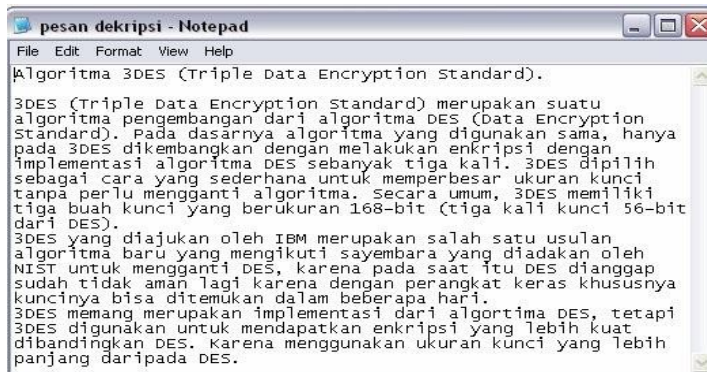 pesan dekripsi - Notepad
File Edit Format View Help
Algoritma 3DES (Triple Data Encryption Standard).
3DES (Triple Data Encryption Standard) merupakan suatu
algoritma pengembangan dari algoritma DES (Data Encryption
Standard). Pada dasarnya algoritma yang digunakan sama, hanya
pada 3DES dikembangkan dengan melakukan enkripsi dengan
implementasi algoritma DES sebanyak tiga kali. 3DES dipilih
sebagai cara yang sederhana untuk memperbesar ukuran kunci
tanpa perlu mengganti algoritma. Secara umum, 3DES memiliki
tiga buah kunci yang berukuran 168-bit (tiga kali kunci 56-bit
dari DES).
3DES yang diajukan oleh IBM merupakan salah satu usulan
algoritma baru yang mengikuti sayembara yang diadakan oleh
NIST untuk mengganti DES, karena pada saat itu DES dianggap
sudah tidak aman lagi karena dengan perangkat keras khususnya
kuncinya bisa ditemukan dalam beberapa hari.
3DES memang merupakan implementasi dari algortima DES, tetapi
3DES digunakan untuk mendapatkan enkripsi yang lebih kuat
dibandingkan DES. Karena menggunakan ukuran kunci yang lebih
panjang daripada DES.